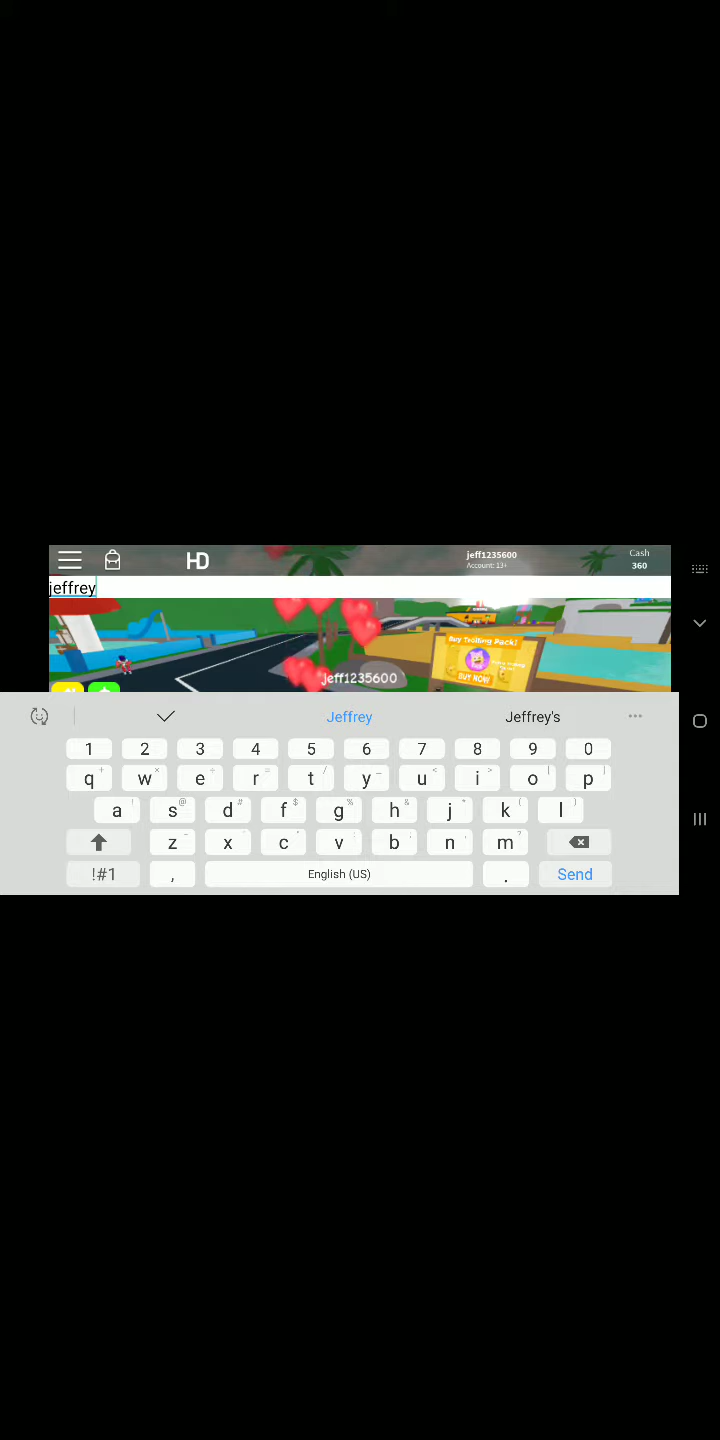 HD
jeff1235600
Account: 13+
Cash
360
jeffrey
Buy Trolling Pack!
BUY NOW
jeff1235600
Jeffrey
Jeffrey's
1 2 3 4 5 6 7 8 9 0
q + w × e ÷ r = t / y _ u < i > o [ p ]
a ! s @ d # f $ g % h & j * k ( l )
z - x ' c " v : b ; n , m ?
!#1 , English (US) . Send